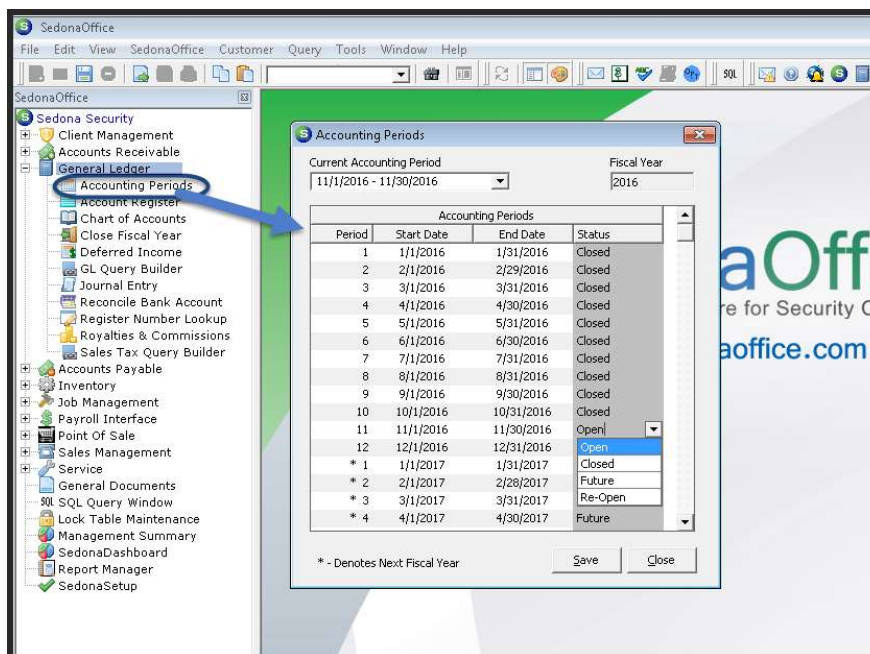 SedonaOffice
File Edit View SedonaOffice Customer Query Tools Window Help
SQL
SedonaOffice
Sedona Security
Client Management
Accounts Receivable
General Ledger
Accounting Periods
Account Register
Chart of Accounts
Close Fiscal Year
Deferred Income
GL Query Builder
Journal Entry
Reconcile Bank Account
Register Number Lookup
Royalties & Commissions
Sales Tax Query Builder
Accounts Payable
Inventory
Job Management
Payroll Interface
Point Of Sale
Sales Management
Service
General Documents
SQL SQL Query Window
Lock Table Maintenance
Management Summary
SedonaDashboard
Report Manager
SedonaSetup
Accounting Periods
Current Accounting Period Fiscal Year
11/1/2016 - 11/30/2016 2016
Accounting Periods
Period Start Date End Date Status
1 1/1/2016 1/31/2016 Closed
2 2/1/2016 2/29/2016 Closed
3 3/1/2016 3/31/2016 Closed
4 4/1/2016 4/30/2016 Closed
5 5/1/2016 5/31/2016 Closed
6 6/1/2016 6/30/2016 Closed
7 7/1/2016 7/31/2016 Closed
8 8/1/2016 8/31/2016 Closed
9 9/1/2016 9/30/2016 Closed
10 10/1/2016 10/31/2016 Closed
11 11/1/2016 11/30/2016 Open
12 12/1/2016 12/31/2016 Open
* 1 1/1/2017 1/31/2017 Closed
* 2 2/1/2017 2/28/2017 Future
* 3 3/1/2017 3/31/2017 Re-Open
* 4 4/1/2017 4/30/2017 Future
* - Denotes Next Fiscal Year
Save Close
aOff
re for Security C
aoffice.com